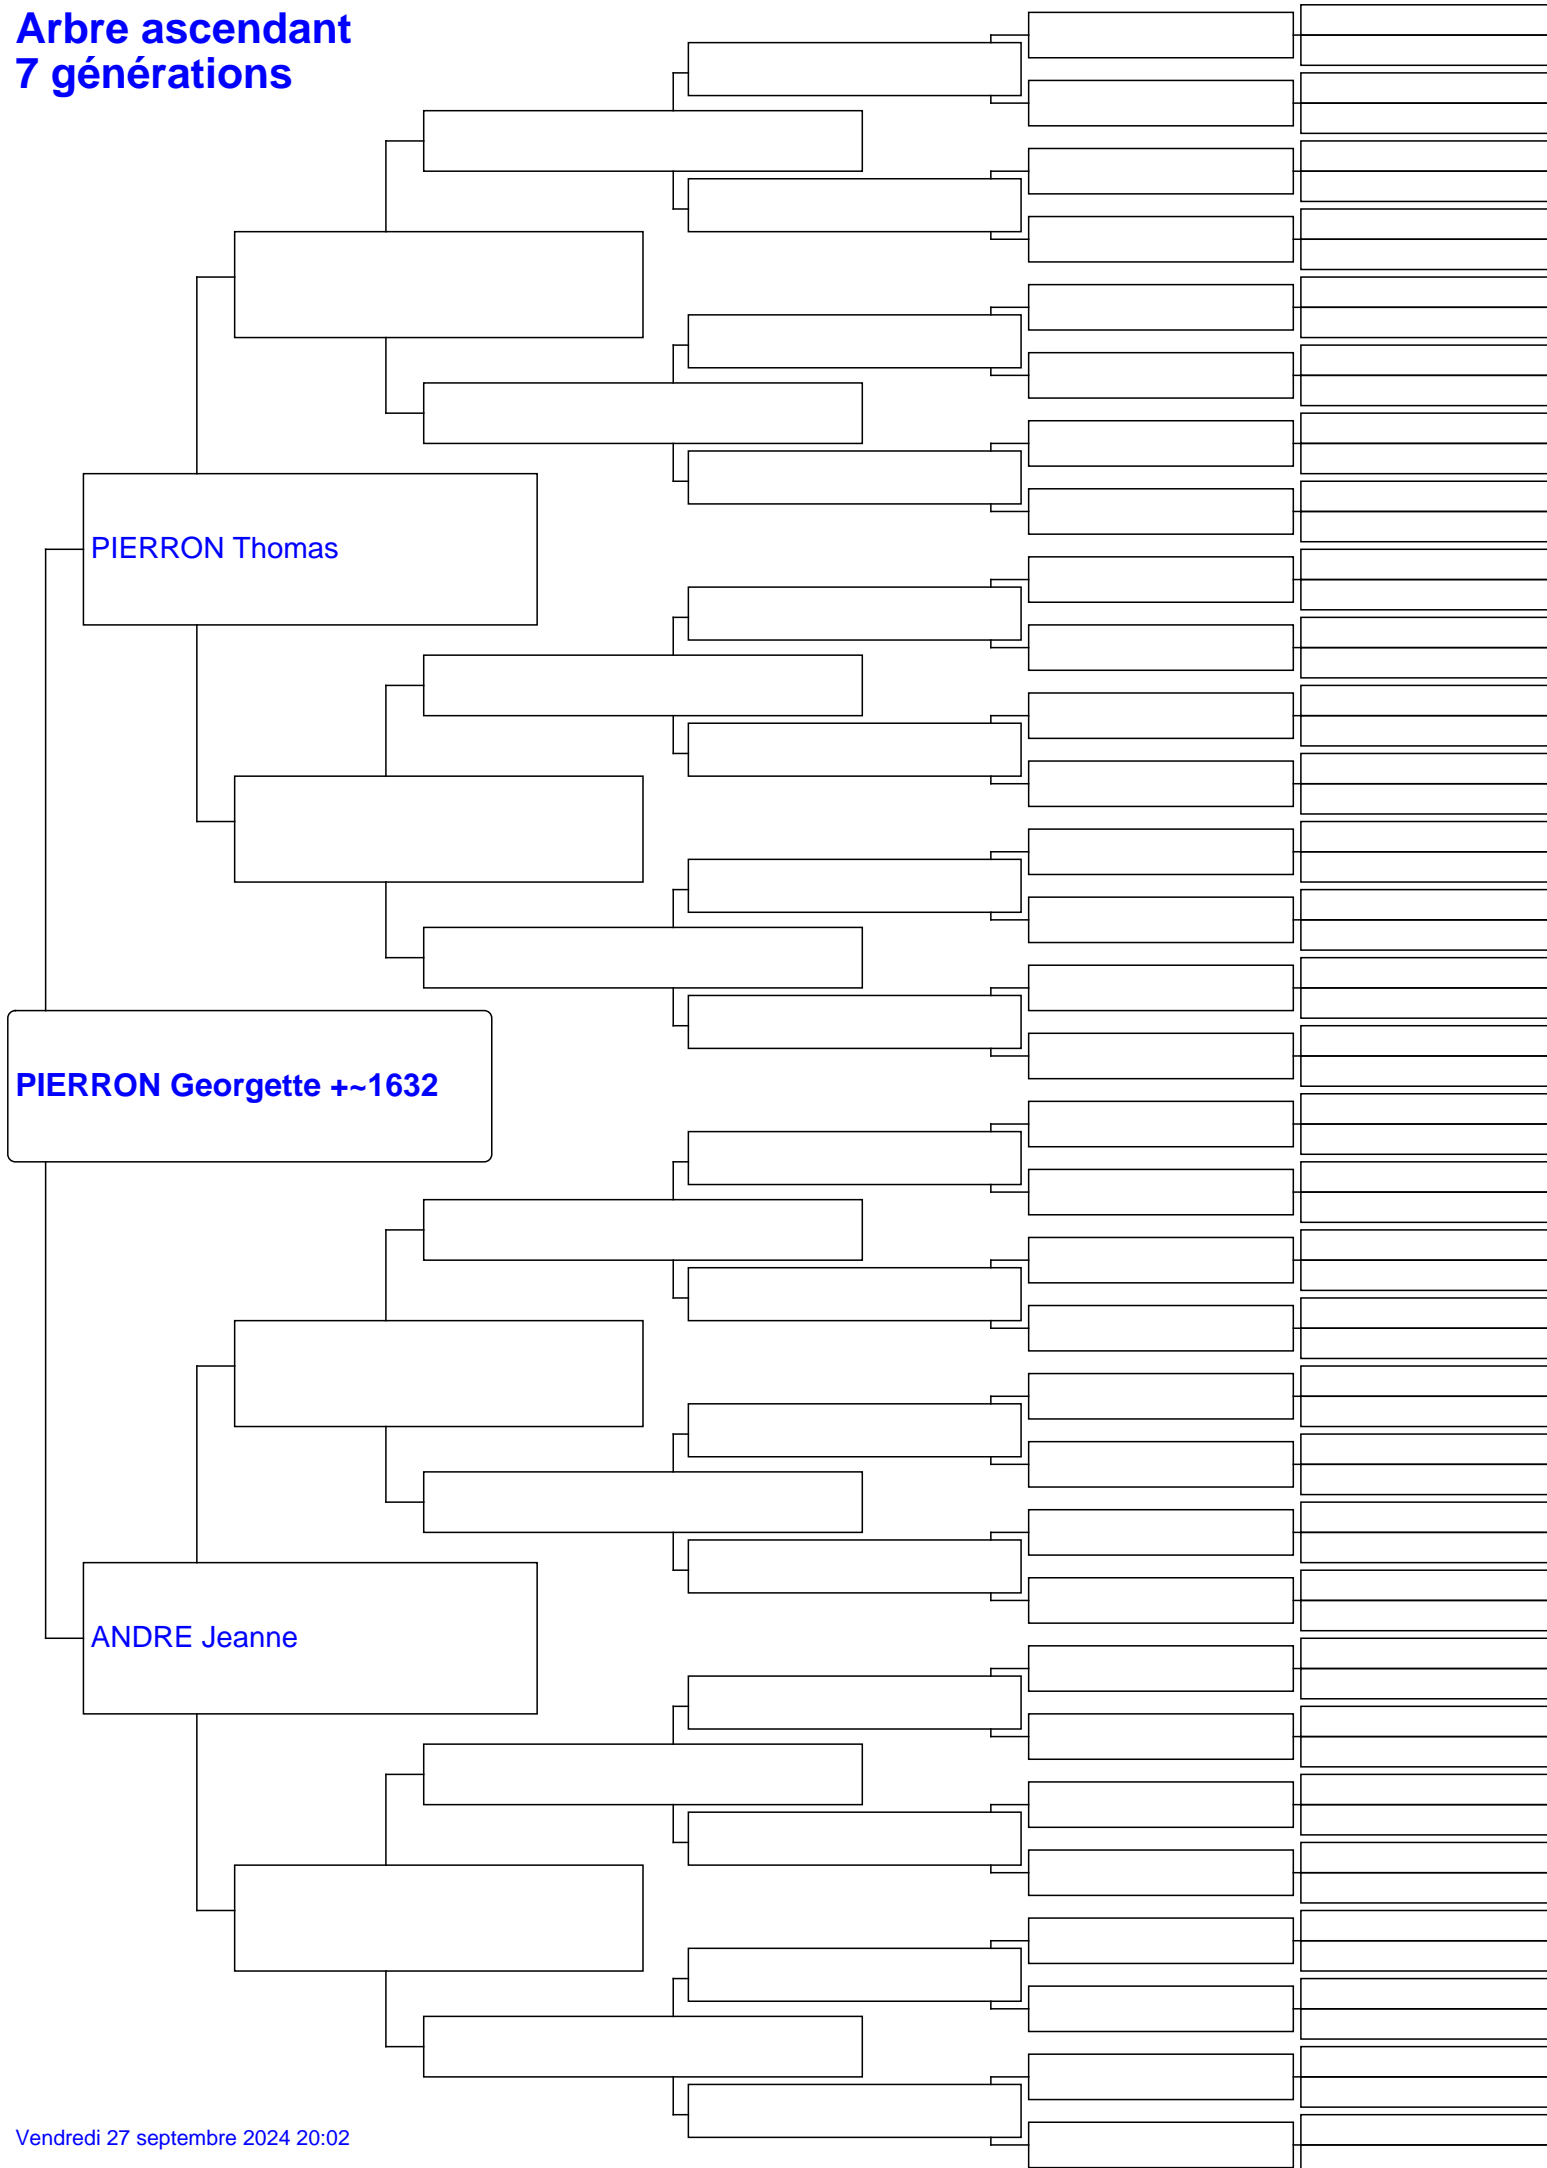 Arbre ascendant
7 générations
PIERRON Thomas
PIERRON Georgette +~1632
ANDRE Jeanne
Vendredi 27 septembre 2024 20:02